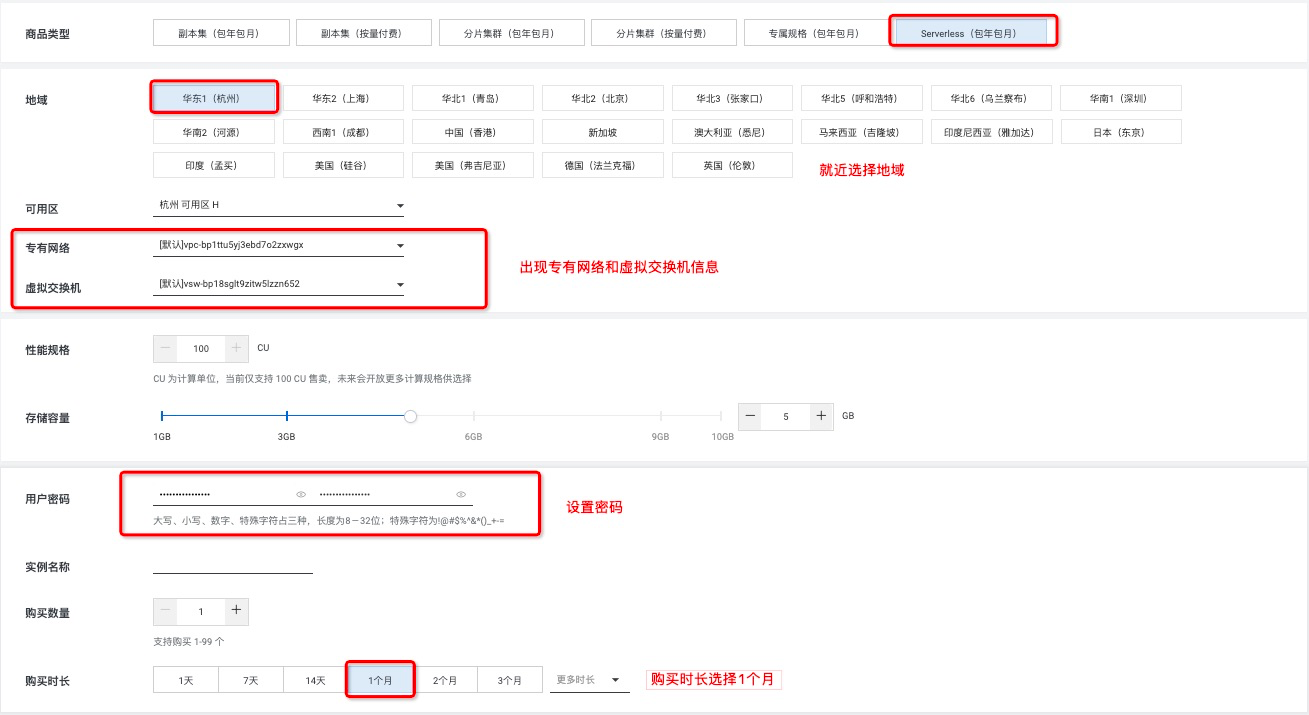 商品类型 副本集（包年包月） 副本集（按量付费） 分片集群（包年包月） 分片集群（按量付费） 专属规格（包年包月） Serverless（包年包月）
地域 华东1（杭州） 华东2（上海） 华北1（青岛） 华北2（北京） 华北3（张家口） 华北5（呼和浩特） 华北6（乌兰察布） 华南1（深圳）
华南2（河源） 西南1（成都） 中国（香港） 新加坡 澳大利亚（悉尼） 马来西亚（吉隆坡） 印度尼西亚（雅加达） 日本（东京）
印度（孟买） 美国（硅谷） 美国（弗吉尼亚） 德国（法兰克福） 英国（伦敦） 就近选择地域
可用区 杭州 可用区 H
专有网络 [默认]vpc-bp1ttu5yj3ebd7o2zxwgx
出现专有网络和虚拟交换机信息
虚拟交换机 [默认]vsw-bp18sglt9zitw5lzzn652
性能规格 100 CU
CU 为计算单位，当前仅支持 100 CU 售卖，未来会开放更多计算规格供选择
存储容量 5 GB
1GB 3GB 6GB 9GB 10GB
用户密码 •••••••••••••••• ••••••••••••••••
设置密码
大写、小写、数字、特殊字符占三种，长度为8－32位；特殊字符为!@#$%^&*()_+-=
实例名称
购买数量 1
支持购买 1-99 个
购买时长 1天 7天 14天 1个月 2个月 3个月 更多时长 购买时长选择1个月